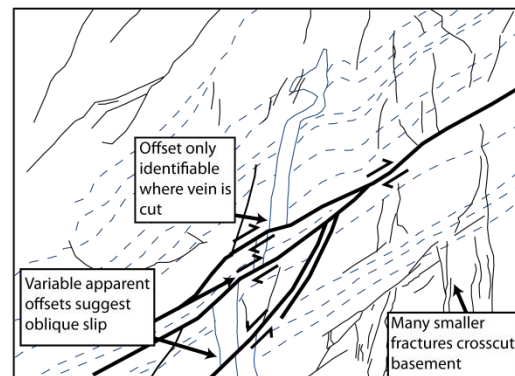 Offset only
identifiable
where vein is
cut
Variable apparent
offsets suggest
oblique slip
Many smaller
fractures crosscut
basement